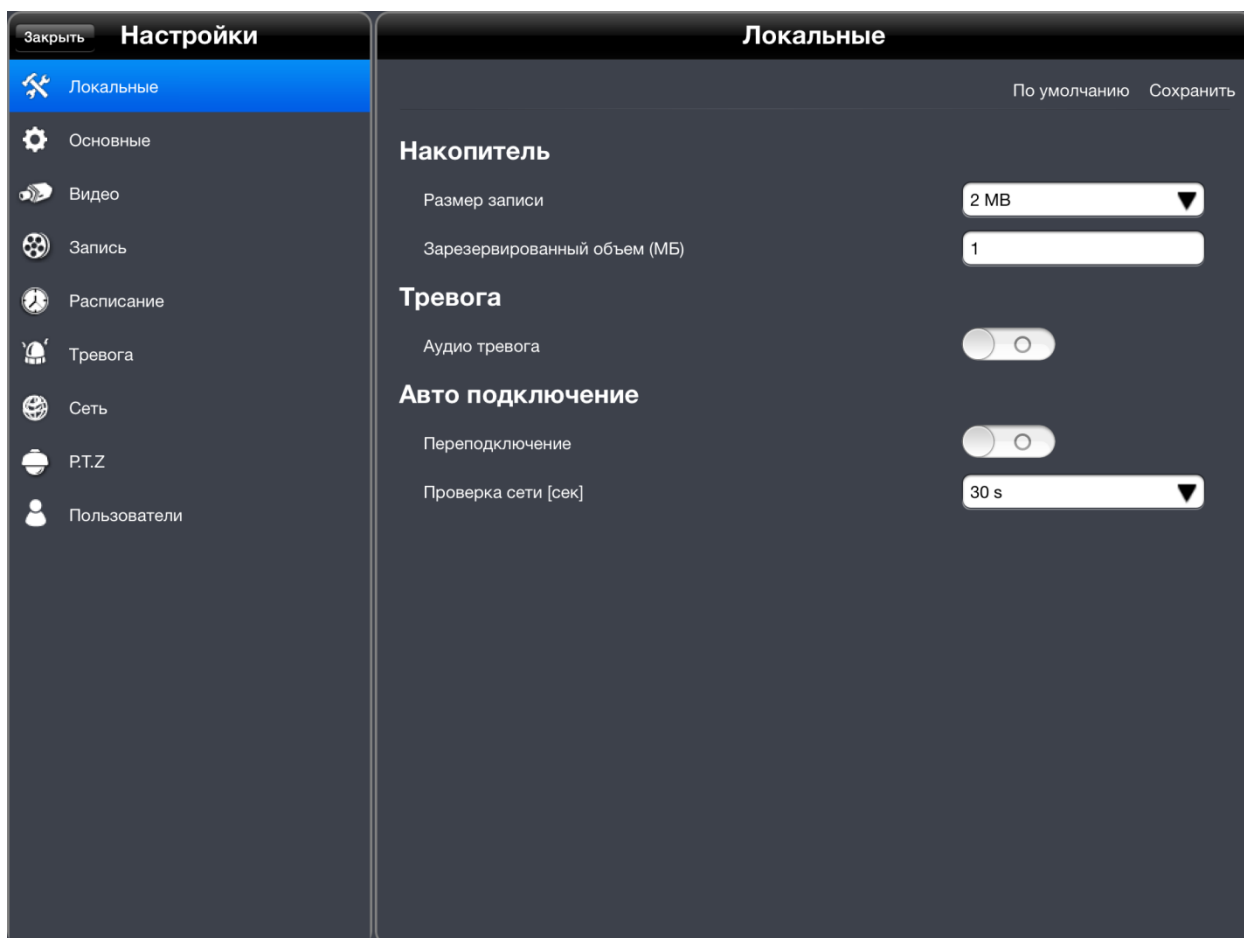 Закрыть Настройки
Локальные
Основные
Видео
Запись
Расписание
Тревога
Сеть
P.T.Z
Пользователи
Локальные
По умолчанию Сохранить
Накопитель
Размер записи 2 MB
Зарезервированный объем (МБ) 1
Тревога
Аудио тревога
Авто подключение
Переподключение
Проверка сети [сек] 30 s